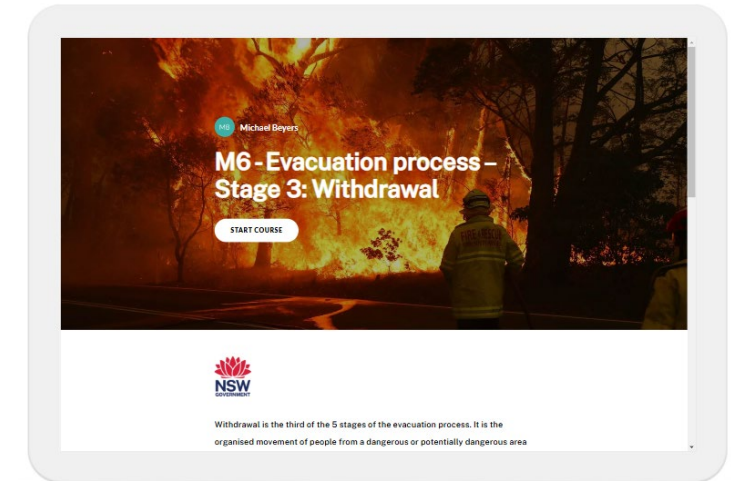 MB Michael Beyers
M6 - Evacuation process –
Stage 3: Withdrawal
START COURSE
FIRE RESCUE
NSW
GOVERNMENT
Withdrawal is the third of the 5 stages of the evacuation process. It is the
organised movement of people from a dangerous or potentially dangerous area